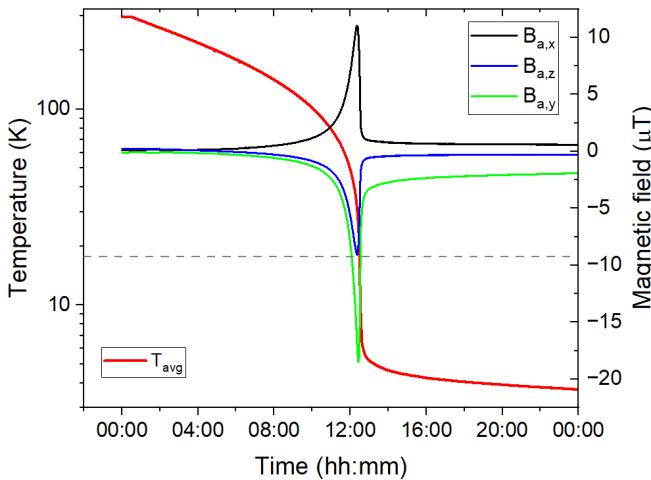 Temperature (K)
100
10
B_a,x
B_a,z
B_a,y
T_avg
10
5
0
−5
−10
−15
−20
Magnetic field (μT)
00:00 04:00 08:00 12:00 16:00 20:00 00:00
Time (hh:mm)